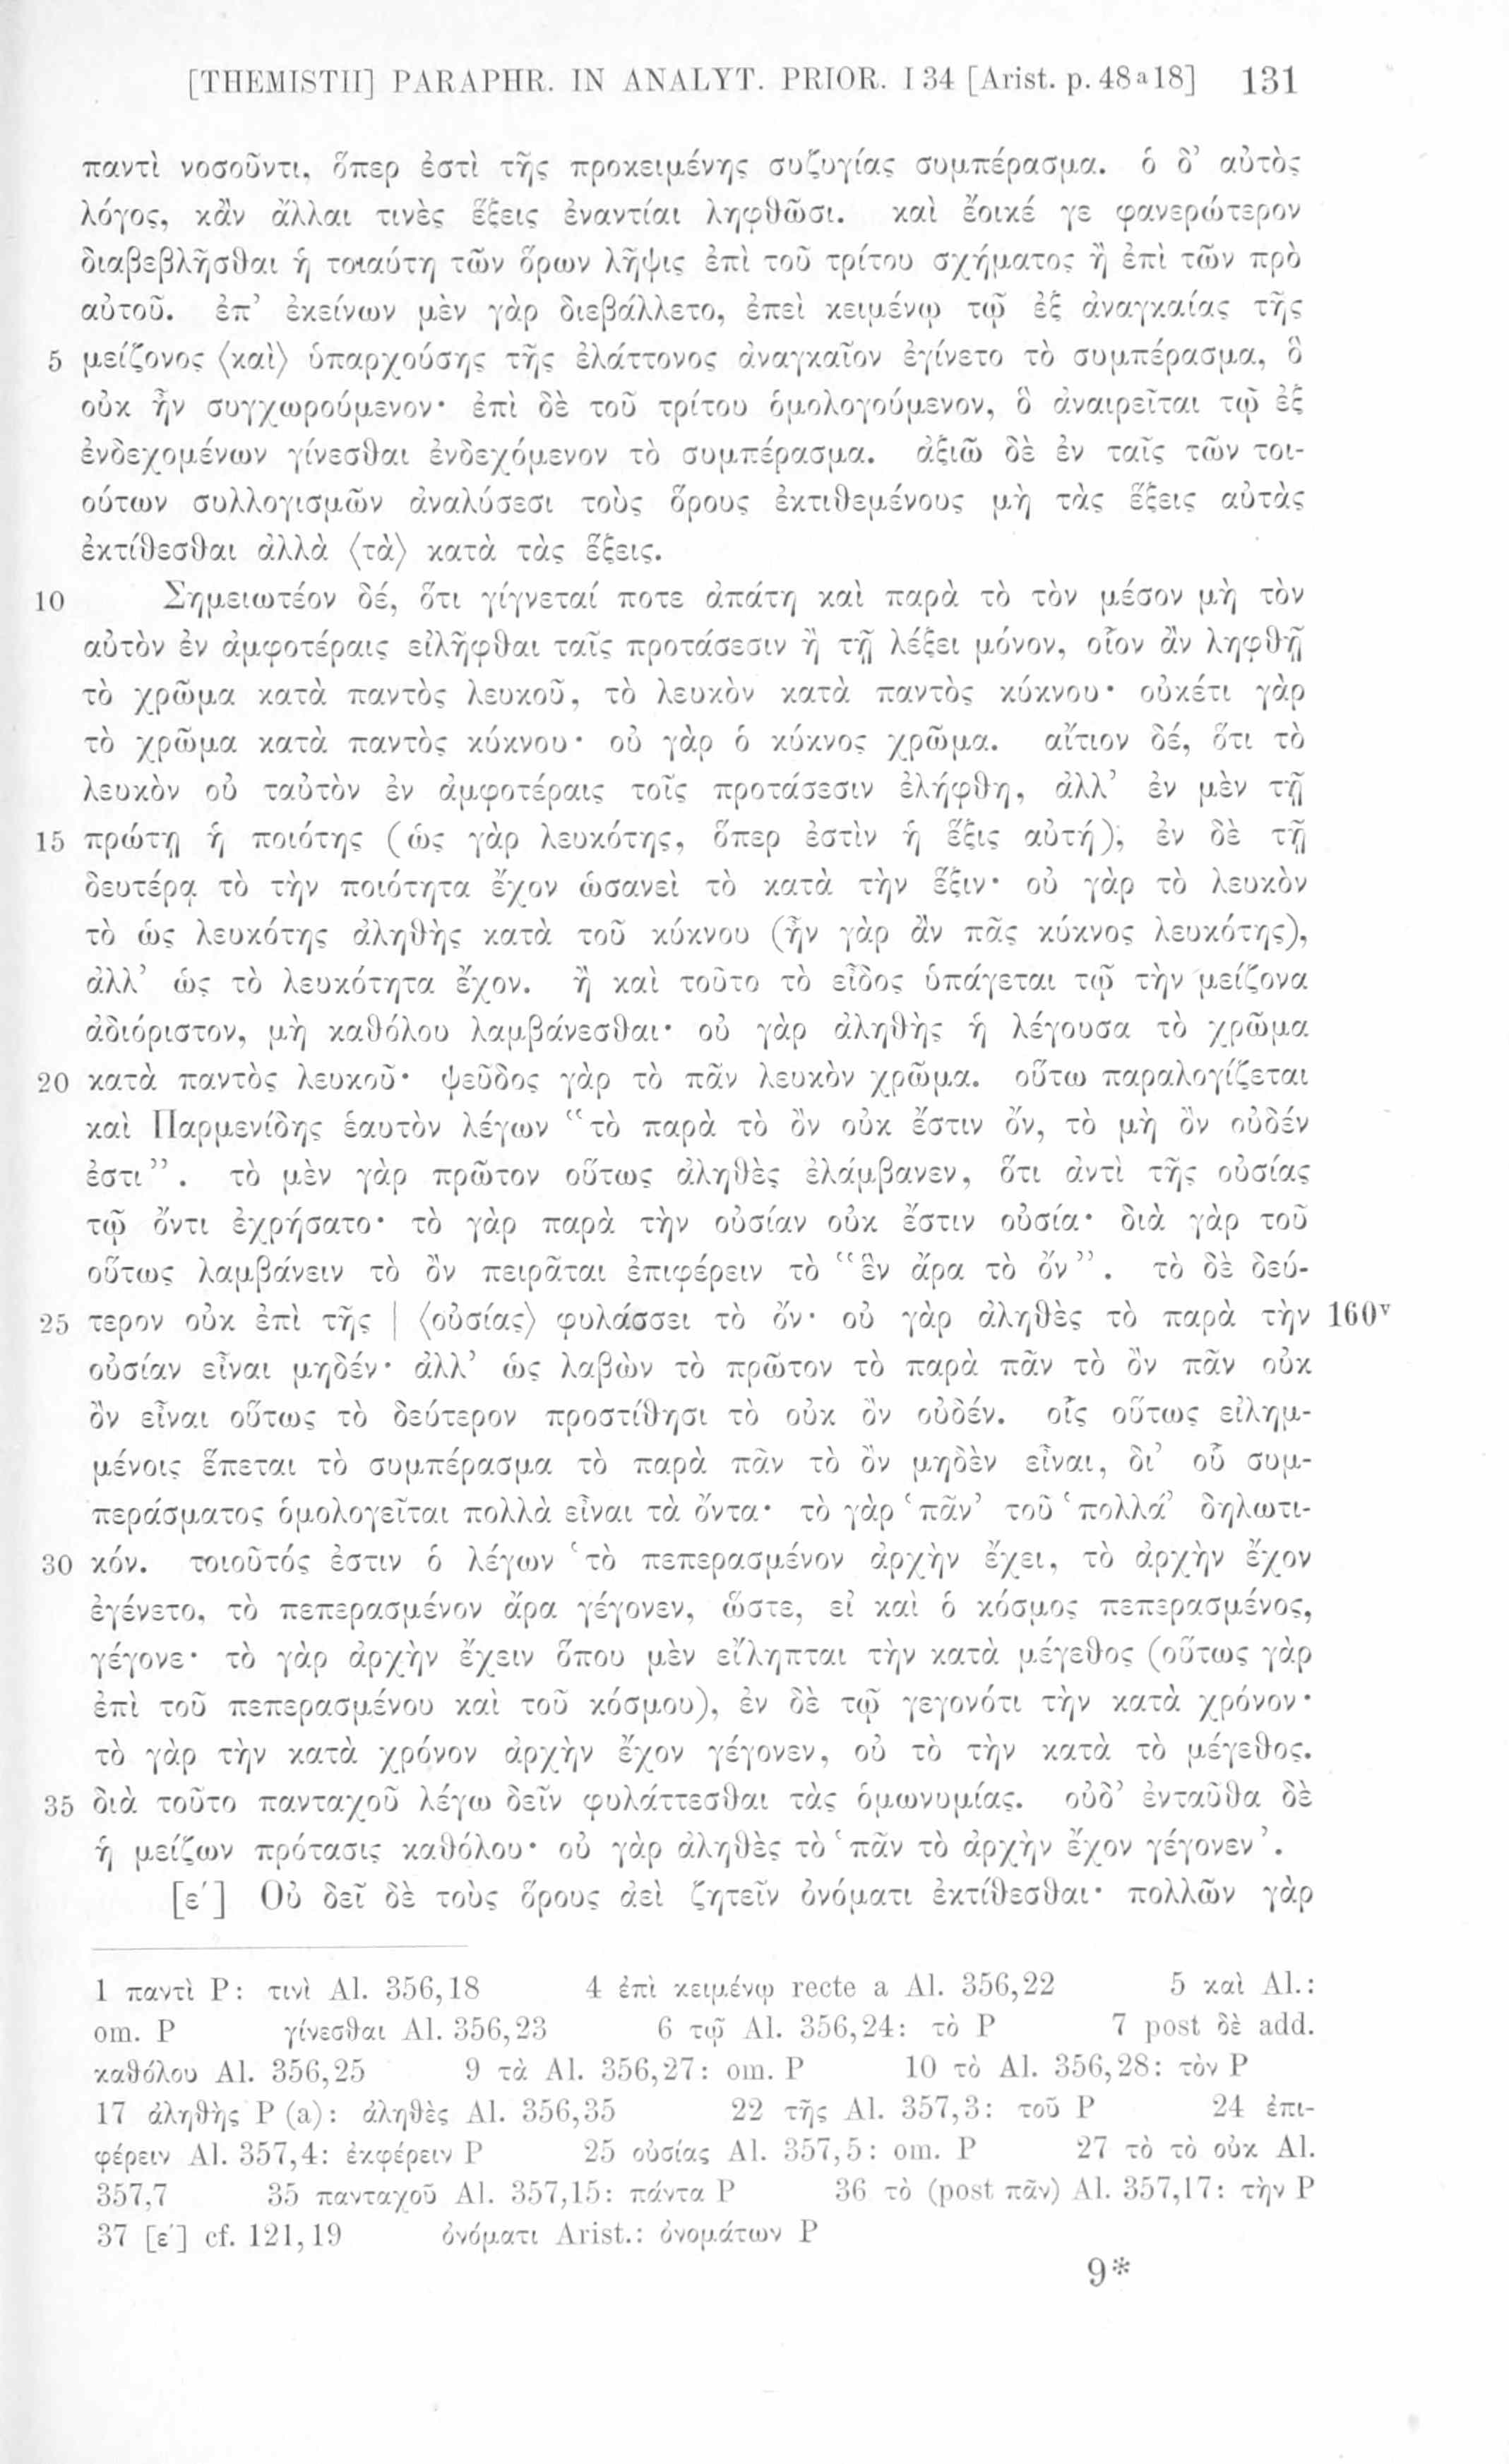 [THEMISTII] PARAPHR. IN ANALYT. PRIOR. I 34 [Arist. p. 48a18] 131
παντὶ νοσοῦντι, ὅπερ ἐστὶ τῆς προκειμένης συζυγίας συμπέρασμα. ὁ δ’ αὐτὸς
λόγος, κἂν ἄλλαι τινὲς ἕξεις ἐναντίαι ληφθῶσι. καὶ ἔοικέ γε φανερώτερον
διαβεβλῆσθαι ἡ τοιαύτη τῶν ὅρων λῆψις ἐπὶ τοῦ τρίτου σχήματος ἢ ἐπὶ τῶν πρὸ
αὐτοῦ. ἐπ’ ἐκείνων μὲν γὰρ διεβάλλετο, ἐπεὶ κειμένῳ τῷ ἐξ ἀναγκαίας τῆς
5 μείζονος ⟨καὶ⟩ ὑπαρχούσης τῆς ἐλάττονος ἀναγκαῖον ἐγίνετο τὸ συμπέρασμα, ὃ
οὐκ ἦν συγχωρούμενον· ἐπὶ δὲ τοῦ τρίτου ὁμολογούμενον, ὃ ἀναιρεῖται τῷ ἐξ
ἐνδεχομένων γίνεσθαι ἐνδεχόμενον τὸ συμπέρασμα. ἀξιῶ δὲ ἐν ταῖς τῶν τοι-
ούτων συλλογισμῶν ἀναλύσεσι τοὺς ὅρους ἐκτιθεμένους μὴ τὰς ἕξεις αὐτὰς
ἐκτίθεσθαι ἀλλὰ ⟨τὰ⟩ κατὰ τὰς ἕξεις.
10 Σημειωτέον δέ, ὅτι γίγνεταί ποτε ἀπάτη καὶ παρὰ τὸ τὸν μέσον μὴ τὸν
αὐτὸν ἐν ἀμφοτέραις εἰλῆφθαι ταῖς προτάσεσιν ἢ τῇ λέξει μόνον, οἷον ἂν ληφθῇ
τὸ χρῶμα κατὰ παντὸς λευκοῦ, τὸ λευκὸν κατὰ παντὸς κύκνου· οὐκέτι γὰρ
τὸ χρῶμα κατὰ παντὸς κύκνου· οὐ γὰρ ὁ κύκνος χρῶμα. αἴτιον δέ, ὅτι τὸ
λευκὸν οὐ ταὐτὸν ἐν ἀμφοτέραις τοῖς προτάσεσιν ἐλήφθη, ἀλλ’ ἐν μὲν τῇ
15 πρώτῃ ἡ ποιότης (ὡς γὰρ λευκότης, ὅπερ ἐστὶν ἡ ἕξις αὐτή), ἐν δὲ τῇ
δευτέρᾳ τὸ τὴν ποιότητα ἔχον ὡσανεὶ τὸ κατὰ τὴν ἕξιν· οὐ γὰρ τὸ λευκὸν
τὸ ὡς λευκότης ἀληθὴς κατὰ τοῦ κύκνου (ἦν γὰρ ἂν πᾶς κύκνος λευκότης),
ἀλλ’ ὡς τὸ λευκότητα ἔχον. ἢ καὶ τοῦτο τὸ εἶδος ὑπάγεται τῷ τὴν μείζονα
ἀδιόριστον, μὴ καθόλου λαμβάνεσθαι· οὐ γὰρ ἀληθὴς ἡ λέγουσα τὸ χρῶμα
20 κατὰ παντὸς λευκοῦ· ψεῦδος γὰρ τὸ πᾶν λευκὸν χρῶμα. οὕτω παραλογίζεται
καὶ Παρμενίδης ἑαυτὸν λέγων “τὸ παρὰ τὸ ὂν οὐκ ἔστιν ὄν, τὸ μὴ ὂν οὐδέν
ἐστι”. τὸ μὲν γὰρ πρῶτον οὕτως ἀληθὲς ἐλάμβανεν, ὅτι ἀντὶ τῆς οὐσίας
τῷ ὄντι ἐχρήσατο· τὸ γὰρ παρὰ τὴν οὐσίαν οὐκ ἔστιν οὐσία· διὰ γὰρ τοῦ
οὕτως λαμβάνειν τὸ ὂν πειρᾶται ἐπιφέρειν τὸ “ἓν ἄρα τὸ ὄν”. τὸ δὲ δεύ-
25 τερον οὐκ ἐπὶ τῆς | ⟨οὐσίας⟩ φυλάσσει τὸ ὄν· οὐ γὰρ ἀληθὲς τὸ παρὰ τὴν 160v
οὐσίαν εἶναι μηδέν· ἀλλ’ ὡς λαβὼν τὸ πρῶτον τὸ παρὰ πᾶν τὸ ὂν πᾶν οὐκ
ὂν εἶναι οὕτως τὸ δεύτερον προστίθησι τὸ οὐκ ὂν οὐδέν. οἷς οὕτως εἰλημ-
μένοις ἕπεται τὸ συμπέρασμα τὸ παρὰ πᾶν τὸ ὂν μηδὲν εἶναι, δι’ οὗ συμ-
περάσματος ὁμολογεῖται πολλὰ εἶναι τὰ ὄντα· τὸ γὰρ ‘πᾶν’ τοῦ ‘πολλά’ δηλωτι-
30 κόν. τοιοῦτός ἐστιν ὁ λέγων ‘τὸ πεπερασμένον ἀρχὴν ἔχει, τὸ ἀρχὴν ἔχον
ἐγένετο, τὸ πεπερασμένον ἄρα γέγονεν, ὥστε, εἰ καὶ ὁ κόσμος πεπερασμένος,
γέγονε· τὸ γὰρ ἀρχὴν ἔχειν ὅπου μὲν εἴληπται τὴν κατὰ μέγεθος (οὕτως γὰρ
ἐπὶ τοῦ πεπερασμένου καὶ τοῦ κόσμου), ἐν δὲ τῷ γεγονότι τὴν κατὰ χρόνον·
τὸ γὰρ τὴν κατὰ χρόνον ἀρχὴν ἔχον γέγονεν, οὐ τὸ τὴν κατὰ τὸ μέγεθος.
35 διὰ τοῦτο πανταχοῦ λέγω δεῖν φυλάττεσθαι τὰς ὁμωνυμίας. οὐδ’ ἐνταῦθα δὲ
ἡ μείζων πρότασις καθόλου· οὐ γὰρ ἀληθὲς τὸ ‘πᾶν τὸ ἀρχὴν ἔχον γέγονεν’.
[ε′] Οὐ δεῖ δὲ τοὺς ὅρους ἀεὶ ζητεῖν ὀνόματι ἐκτίθεσθαι· πολλῶν γὰρ
1 παντὶ P: τινὶ Al. 356,18 4 ἐπὶ κειμένῳ recte a Al. 356,22 5 καὶ Al.:
om. P γίνεσθαι Al. 356,23 6 τῷ Al. 356,24: τὸ P 7 post δὲ add.
καθόλου Al. 356,25 9 τὰ Al. 356,27: om. P 10 τὸ Al. 356,28: τὸν P
17 ἀληθὴς P (a): ἀληθὲς Al. 356,35 22 τῆς Al. 357,3: τοῦ P 24 ἐπι-
φέρειν Al. 357,4: ἐκφέρειν P 25 οὐσίας Al. 357,5: om. P 27 τὸ τὸ οὐκ Al.
357,7 35 πανταχοῦ Al. 357,15: πάντα P 36 τὸ (post πᾶν) Al. 357,17: τὴν P
37 [ε′] cf. 121,19 ὀνόματι Arist.: ὀνομάτων P
9*